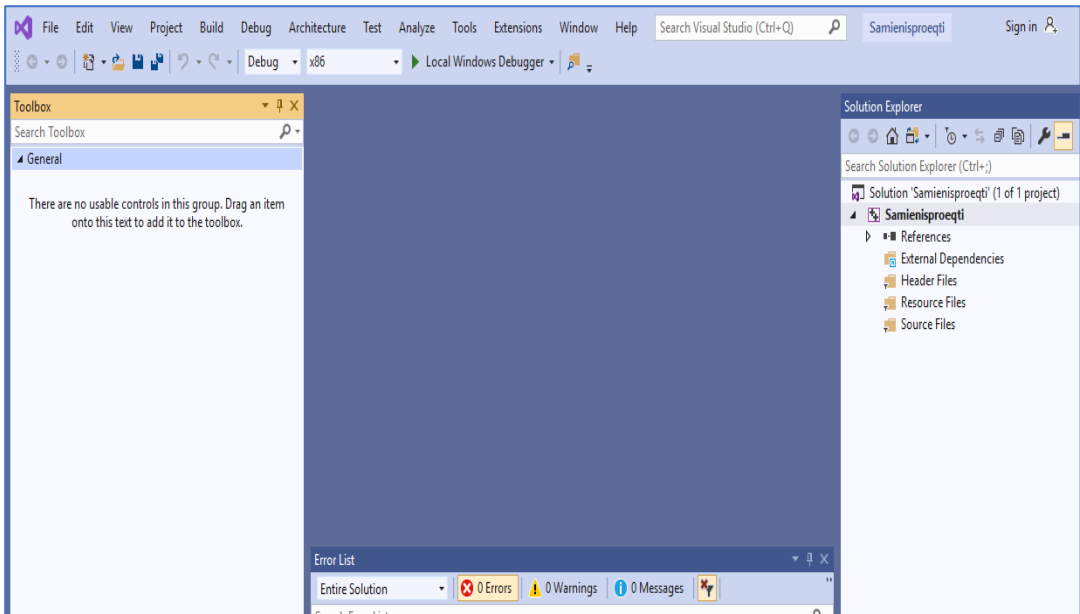 File Edit View Project Build Debug Architecture Test Analyze Tools Extensions Window Help Search Visual Studio (Ctrl+Q) Samienisproeqti Sign in
Debug x86 Local Windows Debugger
Toolbox
Search Toolbox
General
There are no usable controls in this group. Drag an item
onto this text to add it to the toolbox.
Error List
Entire Solution 0 Errors 0 Warnings 0 Messages
Solution Explorer
Search Solution Explorer (Ctrl+;)
Solution 'Samienisproeqti' (1 of 1 project)
Samienisproeqti
References
External Dependencies
Header Files
Resource Files
Source Files